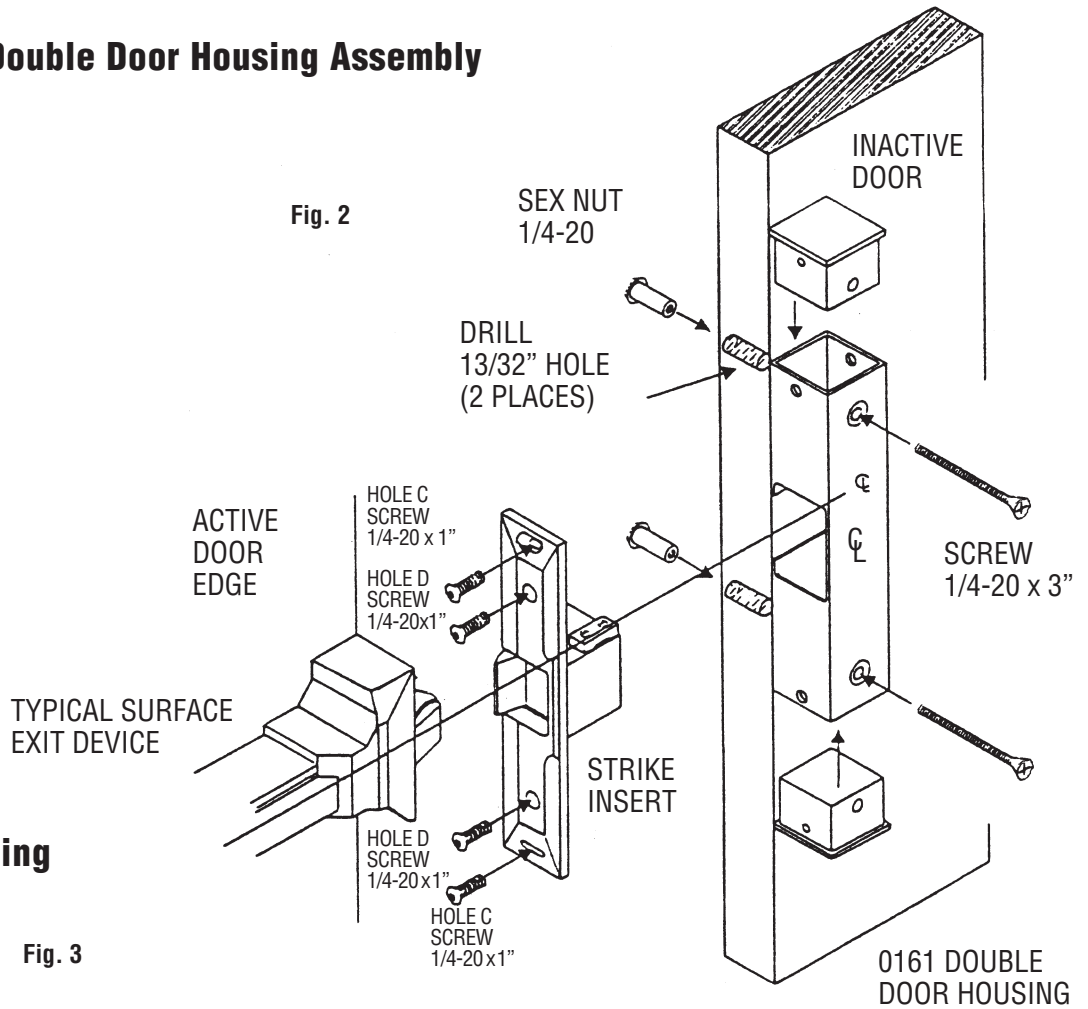 Double Door Housing Assembly
Fig. 2
INACTIVE
DOOR
SEX NUT
1/4-20
DRILL
13/32” HOLE
(2 PLACES)
HOLE C
SCREW
1/4-20 x 1”
ACTIVE
DOOR
EDGE
HOLE D
SCREW
1/4-20x1”
℄
℄
SCREW
1/4-20 x 3”
TYPICAL SURFACE
EXIT DEVICE
STRIKE
INSERT
HOLE D
SCREW
1/4-20x1”
HOLE C
SCREW
1/4-20x1”
ing
Fig. 3
0161 DOUBLE
DOOR HOUSING